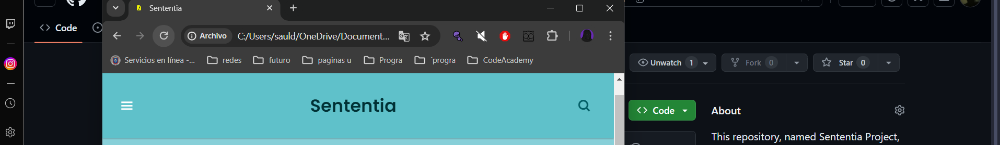 Sententia
Code
Archivo
C:/Users/sauld/OneDrive/Document...
Servicios en línea -...
redes
futuro
paginas u
Progra
´progra
CodeAcademy
Unwatch 1
Fork 0
Star 0
Sententia
Code
About
This repository, named Sententia Project,